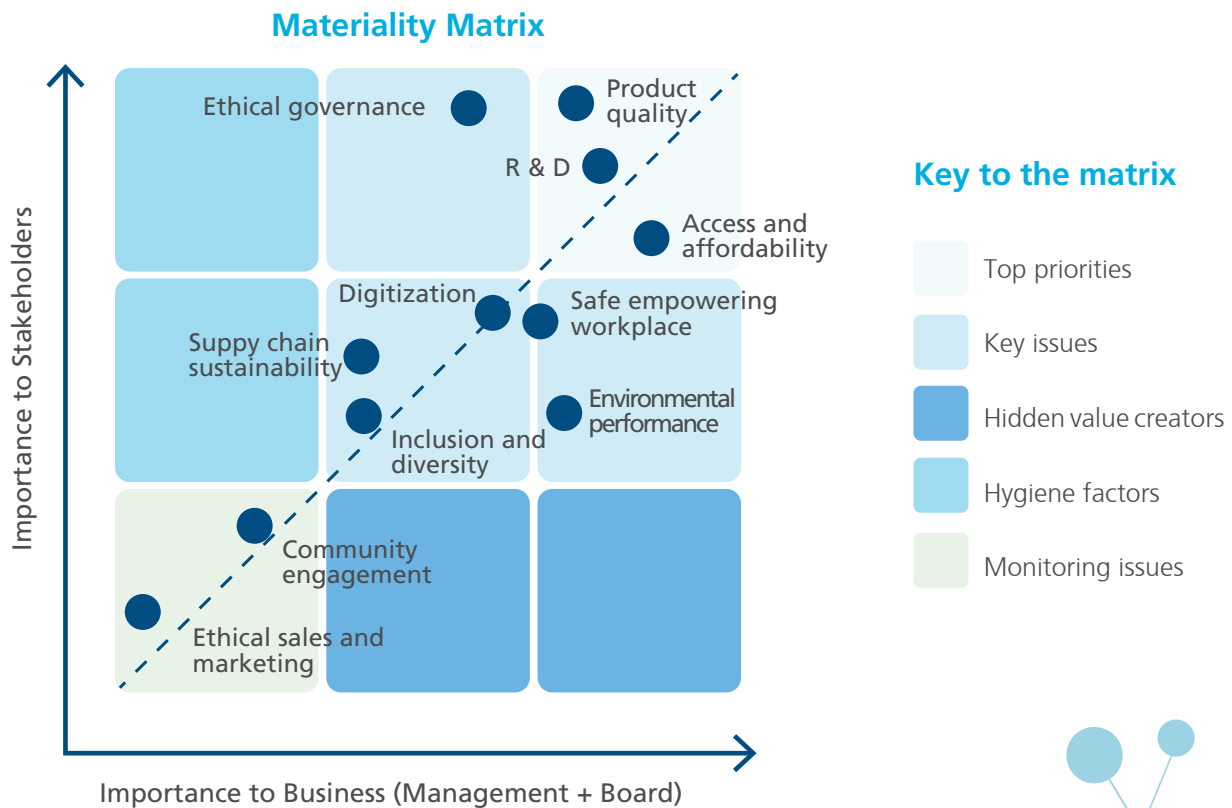 Materiality Matrix
Importance to Stakeholders
Ethical governance
Product
quality
R & D
Access and
affordability
Digitization
Safe empowering
workplace
Suppy chain
sustainability
Environmental
performance
Inclusion and
diversity
Community
engagement
Ethical sales and
marketing
Importance to Business (Management + Board)
Key to the matrix
Top priorities
Key issues
Hidden value creators
Hygiene factors
Monitoring issues